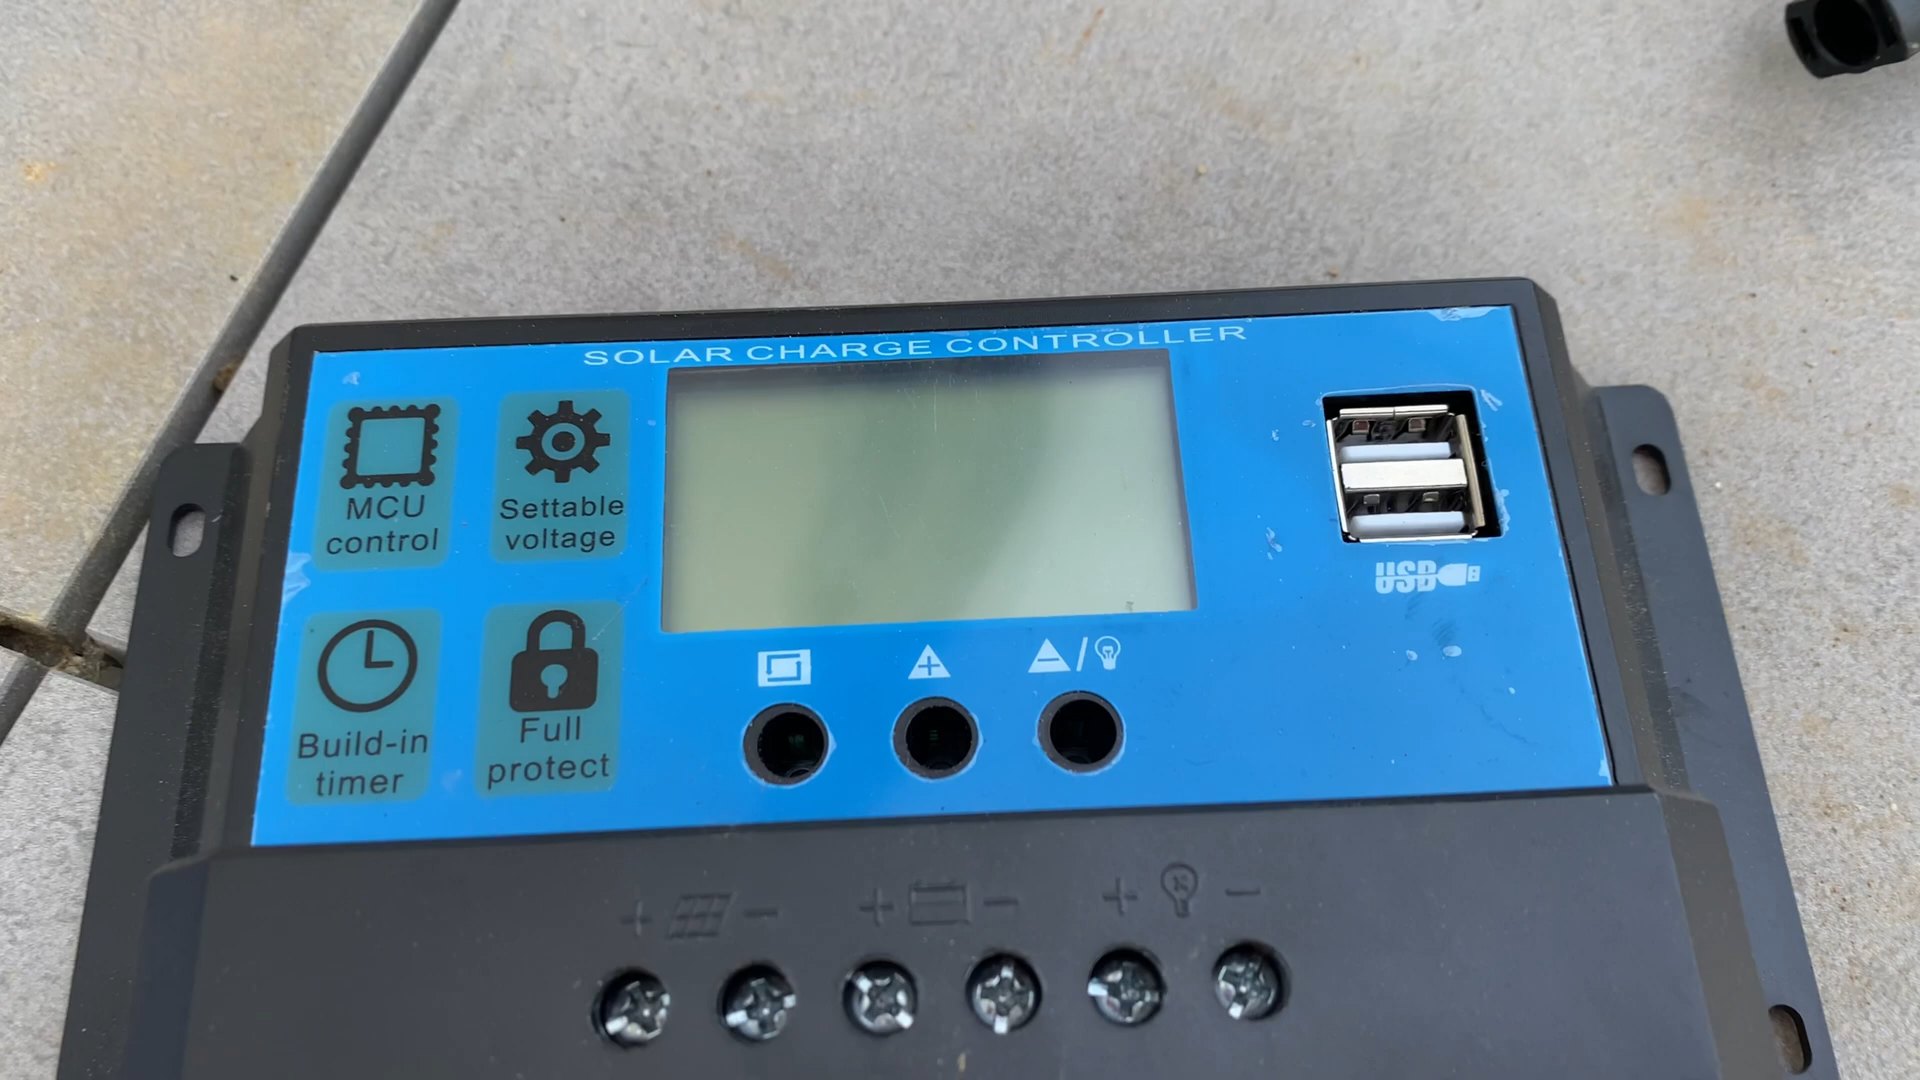 SOLAR CHARGE CONTROLLER
MCU
control
Settable
voltage
Build-in
timer
Full
protect
USB
+ -
+ -
+ -